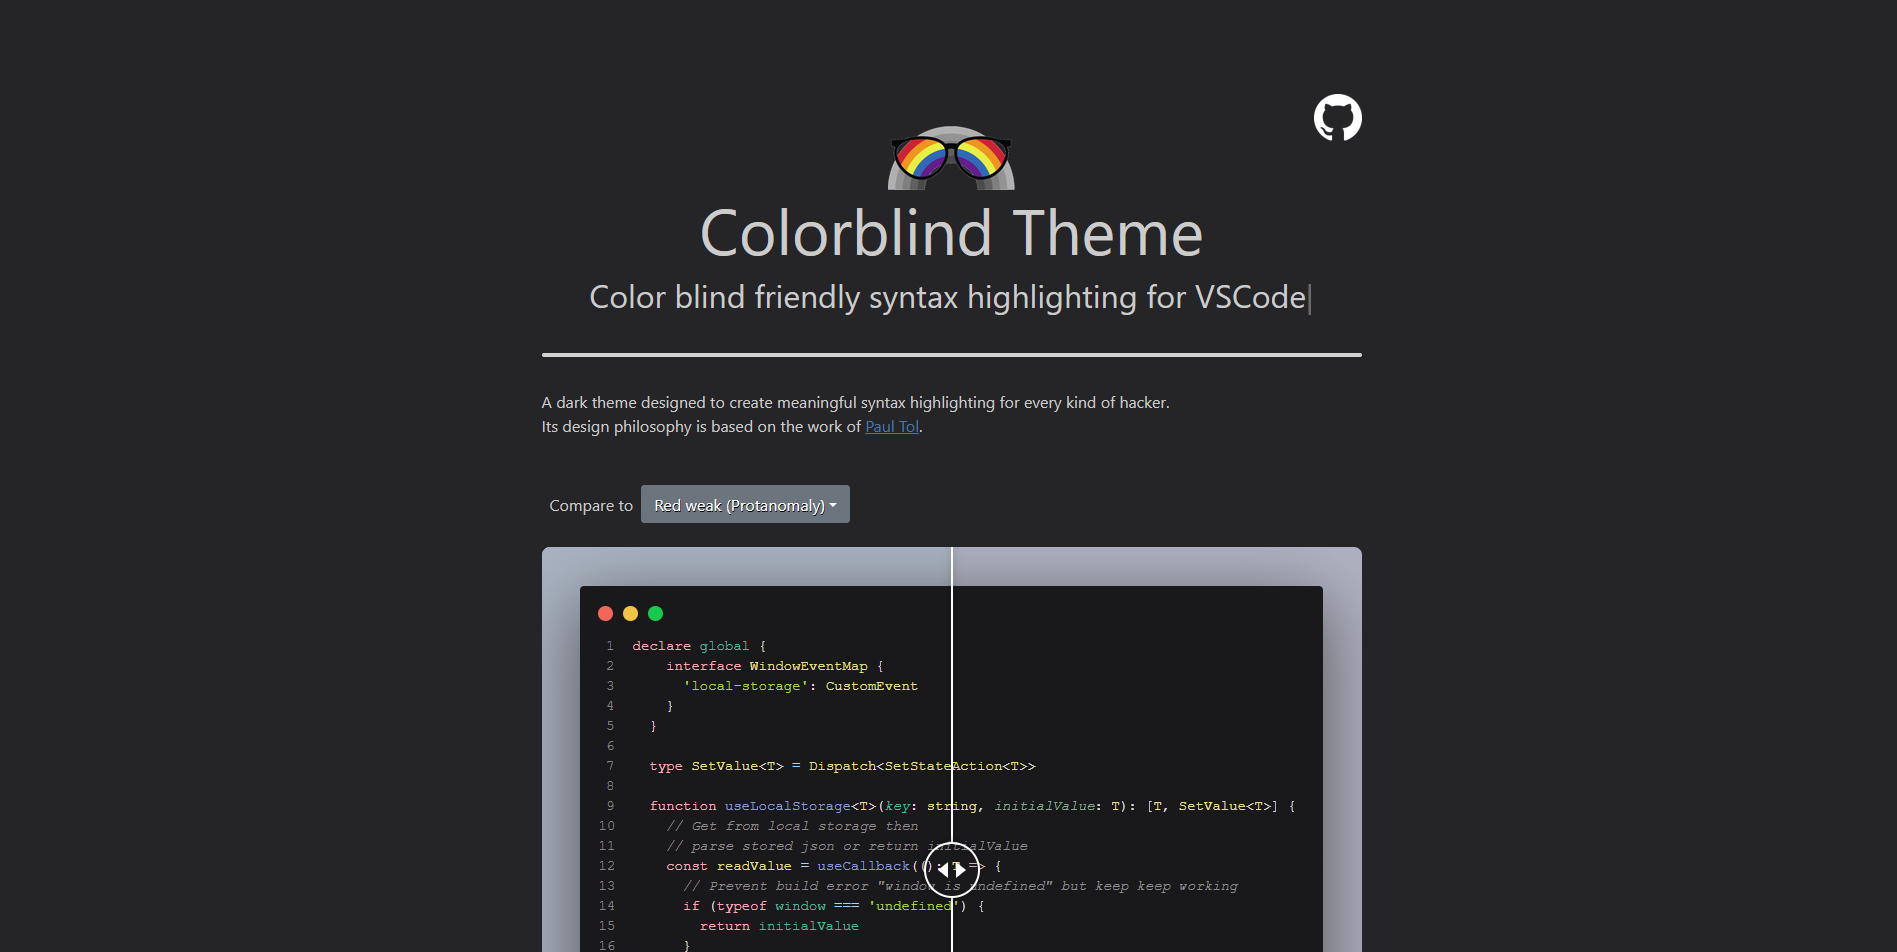 Colorblind Theme
Color blind friendly syntax highlighting for VSCode
A dark theme designed to create meaningful syntax highlighting for every kind of hacker.
Its design philosophy is based on the work of Paul Tol.
Compare to Red weak (Protanomaly)
1 declare global {
2 interface WindowEventMap {
3 'local-storage': CustomEvent
4 }
5 }
6
7 type SetValue<T> = Dispatch<SetStateAction<T>>
8
9 function useLocalStorage<T>(key: string, initialValue: T): [T, SetValue<T>] {
10 // Get from local storage then
11 // parse stored json or return initialValue
12 const readValue = useCallback((): T => {
13 // Prevent build error "window is undefined" but keep keep working
14 if (typeof window === 'undefined') {
15 return initialValue
16 }